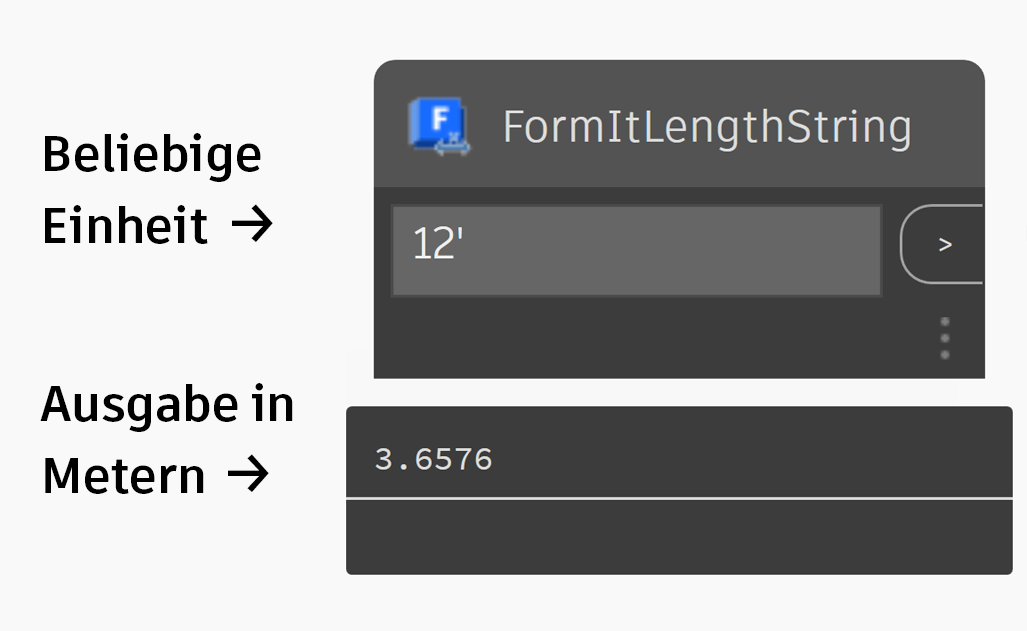 Beliebige
Einheit →
F
FormItLengthString
12'
>
Ausgabe in
Metern →
3.6576